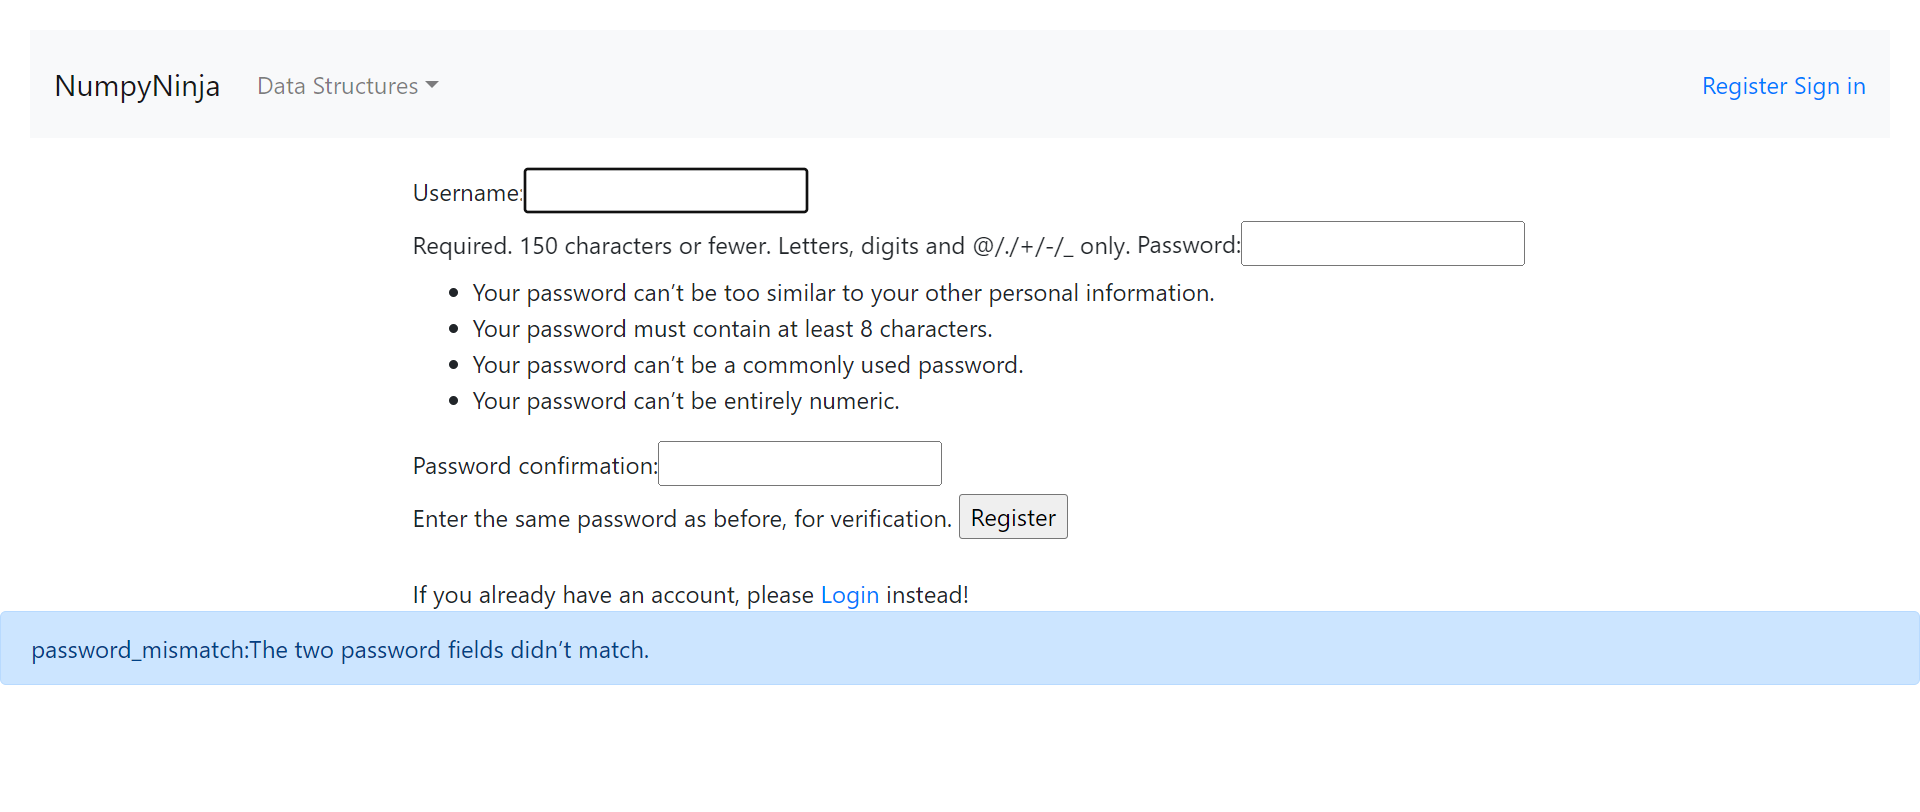 NumpyNinja Data Structures Register Sign in
Username:
Required. 150 characters or fewer. Letters, digits and @/./+/-/_ only. Password:
Your password can’t be too similar to your other personal information.
Your password must contain at least 8 characters.
Your password can’t be a commonly used password.
Your password can’t be entirely numeric.
Password confirmation:
Enter the same password as before, for verification. Register
If you already have an account, please Login instead!
password_mismatch:The two password fields didn’t match.